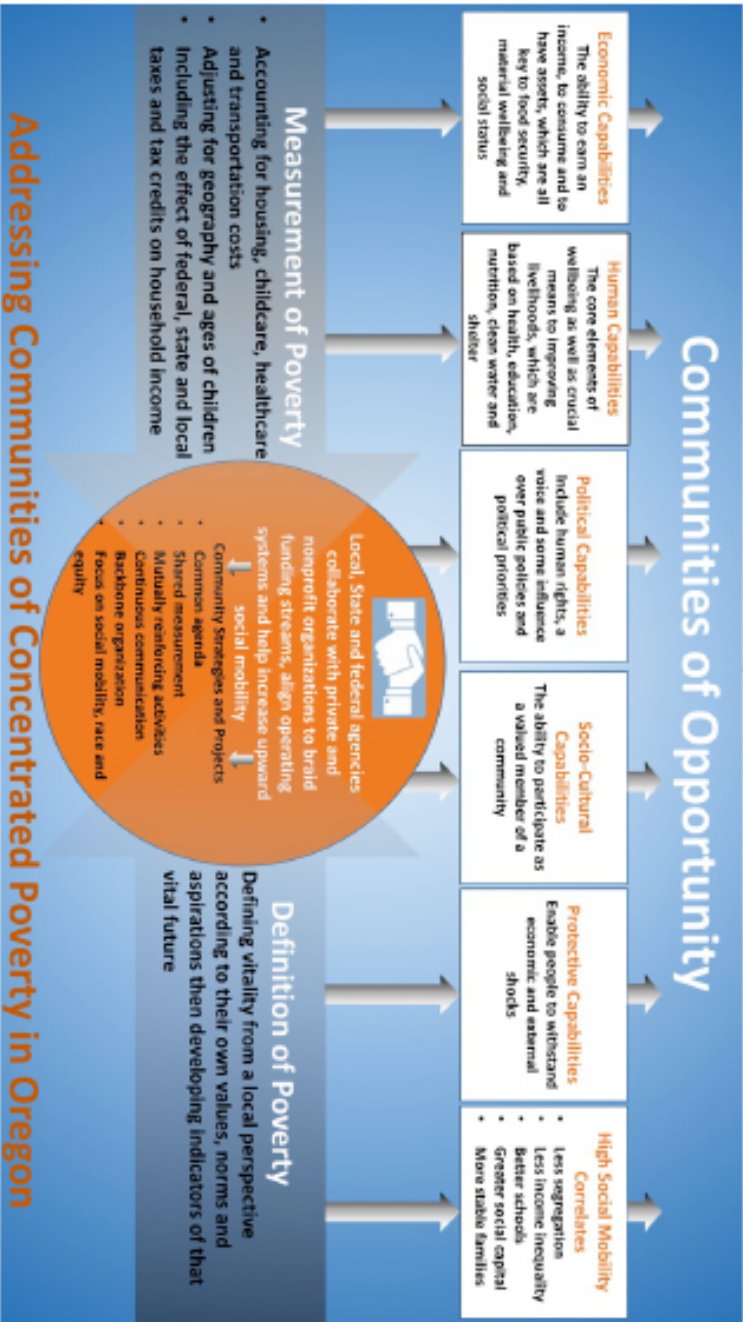 Communities of Opportunity
Economic Capabilities
The ability to earn an
income, to consume and to
have assets, which are all
key to food security,
material wellbeing and
social status
Human Capabilities
The core elements of
wellbeing as well as crucial
means to improving
livelihoods, which are
based on health, education,
nutrition, clean water and
shelter
Political Capabilities
Include human rights, a
voice and some influence
over public policies and
political priorities
Socio-Cultural
Capabilities
The ability to participate as
a valued member of a
community
Protective Capabilities
Enable people to withstand
economic and external
shocks
High Social Mobility
Correlates
• Less segregation
• Less income inequality
• Better schools
• Greater social capital
• More stable families
Measurement of Poverty
• Accounting for housing, childcare, healthcare
and transportation costs
• Adjusting for geography and ages of children
• Including the effect of federal, state and local
taxes and tax credits on household income
Local, State and federal agencies
collaborate with private and
nonprofit organizations to braid
funding streams, align operating
systems and help increase upward
social mobility
Community Strategies and Projects
• Common agenda
• Shared measurement
• Mutually reinforcing activities
• Continuous communication
• Backbone organization
• Focus on social mobility, race and
equity
Definition of Poverty
Defining vitality from a local perspective
according to their own values, norms and
aspirations then developing indicators of that
vital future
Addressing Communities of Concentrated Poverty in Oregon